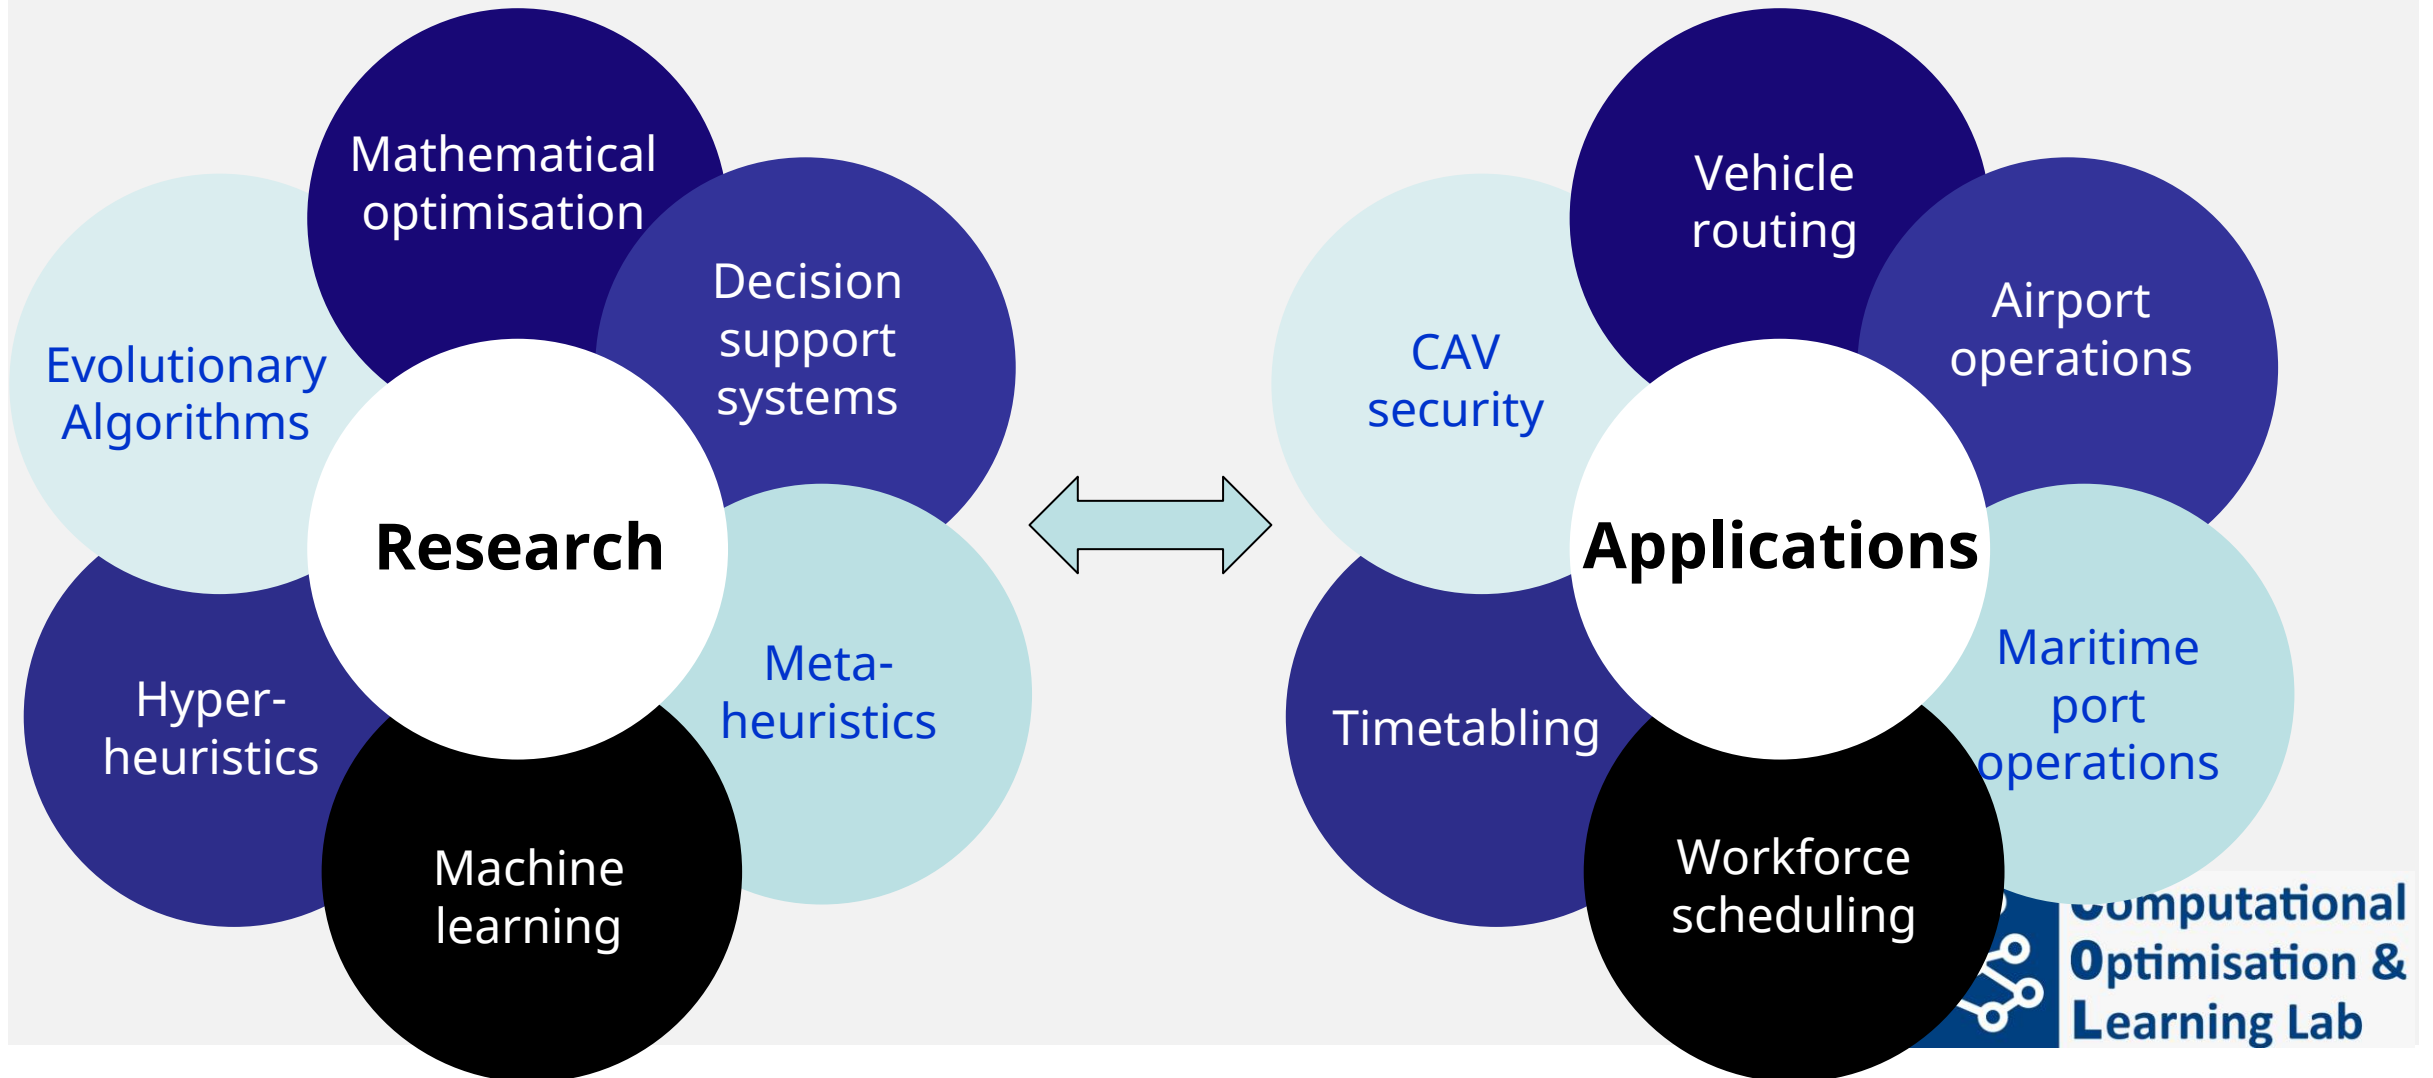 Mathematical
optimisation
Decision
support
systems
Evolutionary
Algorithms
Research
Meta-
heuristics
Hyper-
heuristics
Machine
learning
Vehicle
routing
Airport
operations
CAV
security
Applications
Maritime
port
operations
Timetabling
Workforce
scheduling
Computational
Optimisation &
Learning Lab